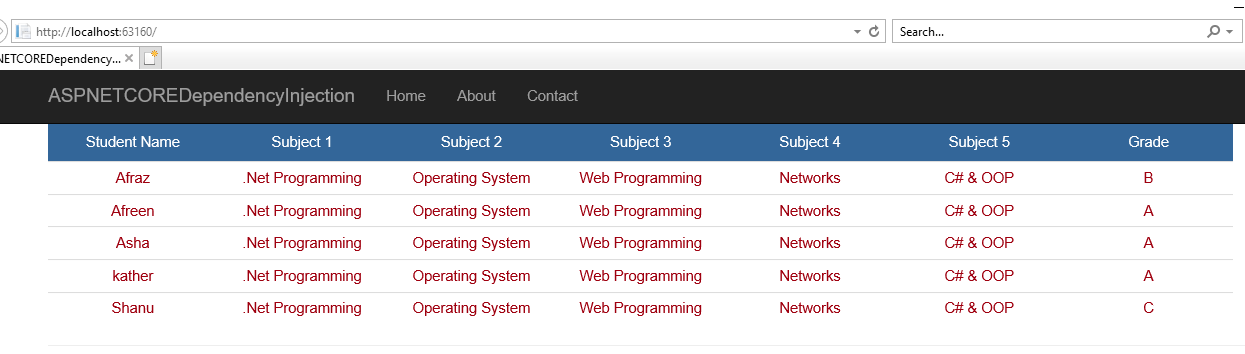 http://localhost:63160/ Search...
NETCOREDependency...
ASPNETCOREDependencyInjection Home About Contact
Student Name Subject 1 Subject 2 Subject 3 Subject 4 Subject 5 Grade
Afraz .Net Programming Operating System Web Programming Networks C# & OOP B
Afreen .Net Programming Operating System Web Programming Networks C# & OOP A
Asha .Net Programming Operating System Web Programming Networks C# & OOP A
kather .Net Programming Operating System Web Programming Networks C# & OOP A
Shanu .Net Programming Operating System Web Programming Networks C# & OOP C